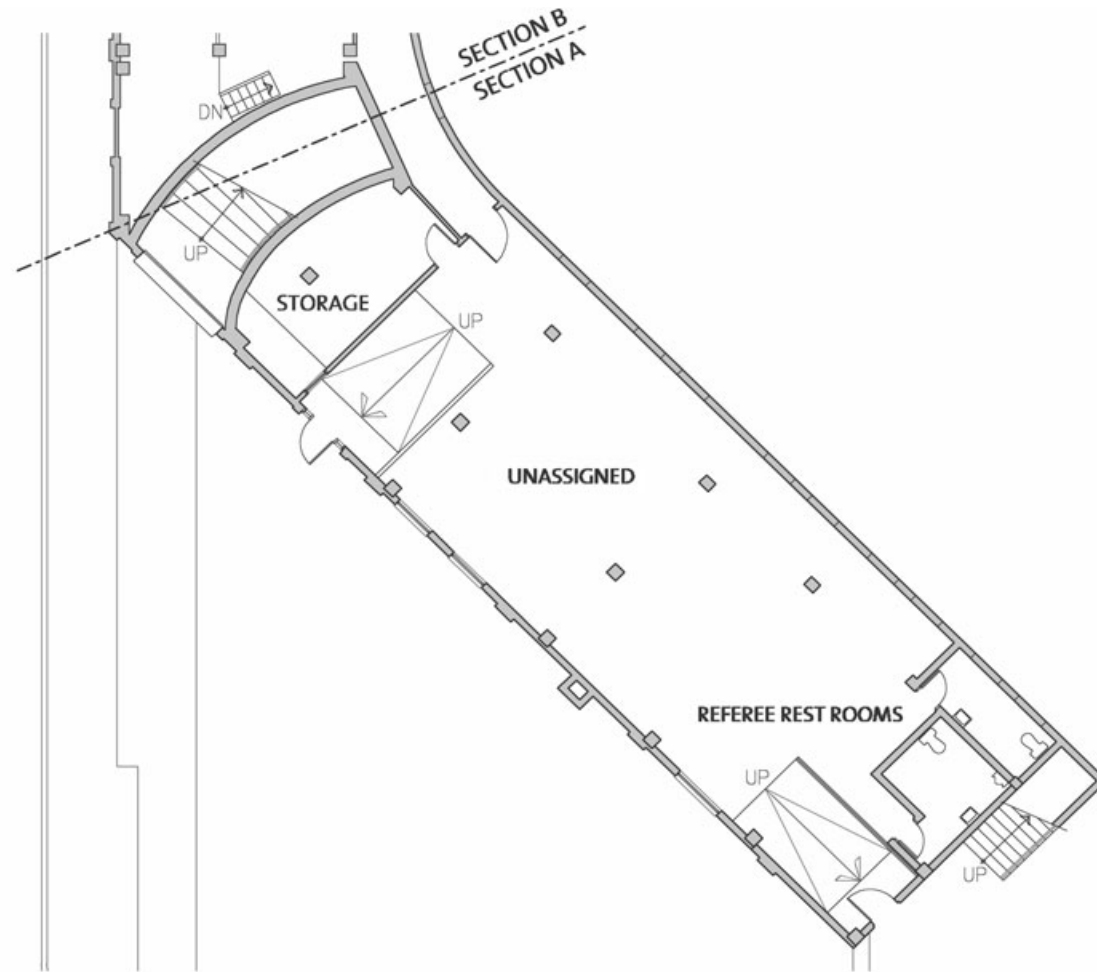 SECTION B
SECTION A
DN
UP
STORAGE
UP
UNASSIGNED
REFEREE REST ROOMS
UP
UP